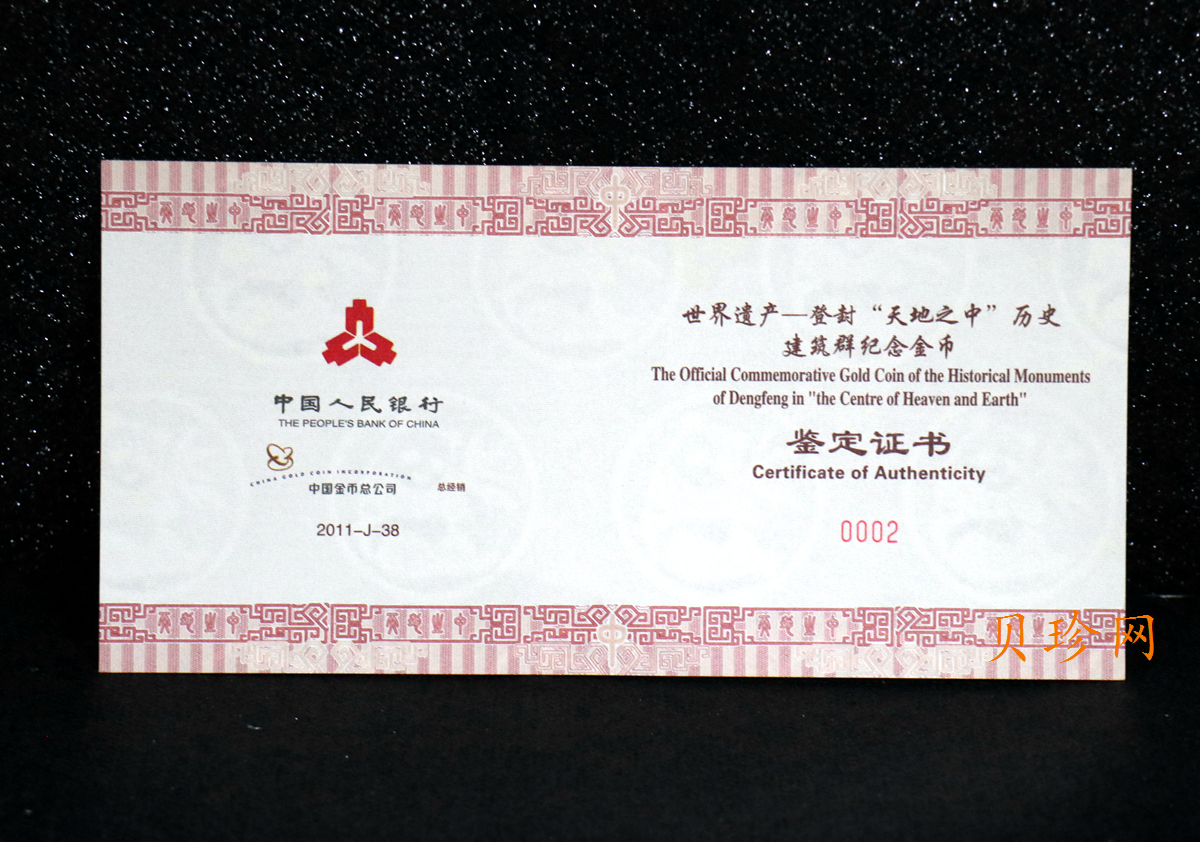 中国人民银行
THE PEOPLE'S BANK OF CHINA
CHINA GOLD COIN INCORPORATION
中国金币总公司 总经销
2011-J-38
世界遗产—登封“天地之中”历史
建筑群纪念金币
The Official Commemorative Gold Coin of the Historical Monuments
of Dengfeng in "the Centre of Heaven and Earth"
鉴定证书
Certificate of Authenticity
0002
贝珍网